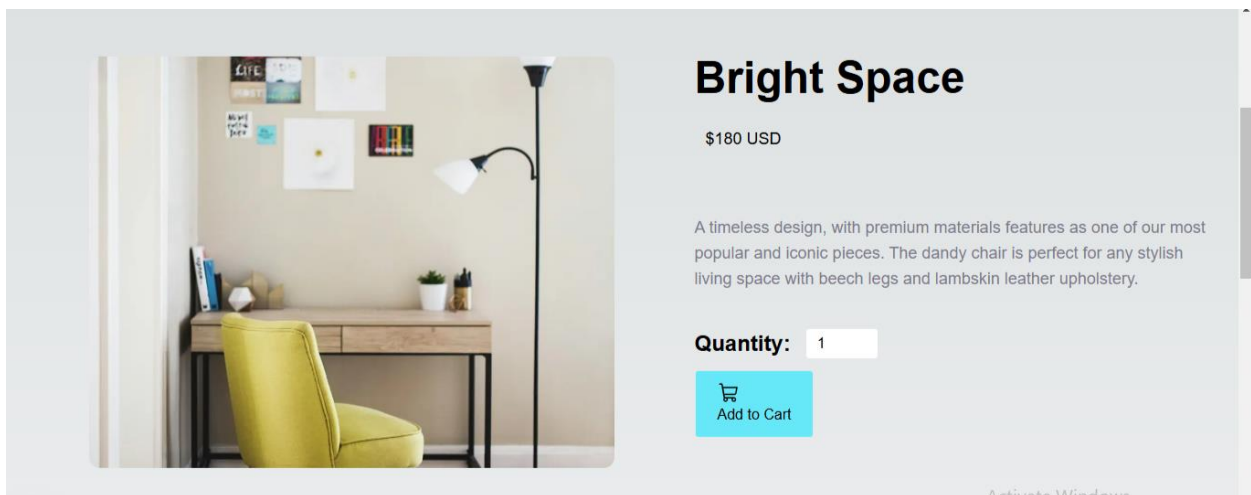 Bright Space
$180 USD
A timeless design, with premium materials features as one of our most
popular and iconic pieces. The dandy chair is perfect for any stylish
living space with beech legs and lambskin leather upholstery.
Quantity: 1
Add to Cart
LIFE